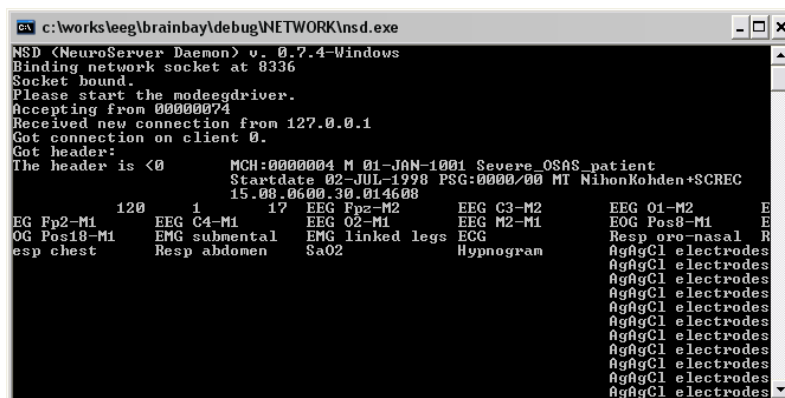 c:\works\eeg\brainbay\debug\NETWORK\nsd.exe
NSD (NeuroServer Daemon) v. 0.7.4-Windows
Binding network socket at 8336
Socket bound.
Please start the modeegdriver.
Accepting from 00000074
Received new connection from 127.0.0.1
Got connection on client 0.
Got header:
The header is <0       MCH:0000004 M 01-JAN-1001 Severe_OSAS_patient
Startdate 02-JUL-1998 PSG:0000/00 MT NihonKohden+SCREC
15.08.0600.30.014608
120     1       17  EEG Fpz-M2      EEG C3-M2       EEG O1-M2       E
EG Fp2-M1     EEG C4-M1       EEG O2-M1       EEG M2-M1       EOG Pos8-M1     E
OG Pos18-M1   EMG submental   EMG linked legs ECG             Resp oro-nasal  R
esp chest     Resp abdomen    SaO2            Hypnogram       AgAgCl electrodes
AgAgCl electrodes
AgAgCl electrodes
AgAgCl electrodes
AgAgCl electrodes
AgAgCl electrodes
AgAgCl electrodes
AgAgCl electrodes
AgAgCl electrodes
AgAgCl electrodes
AgAgCl electrodes